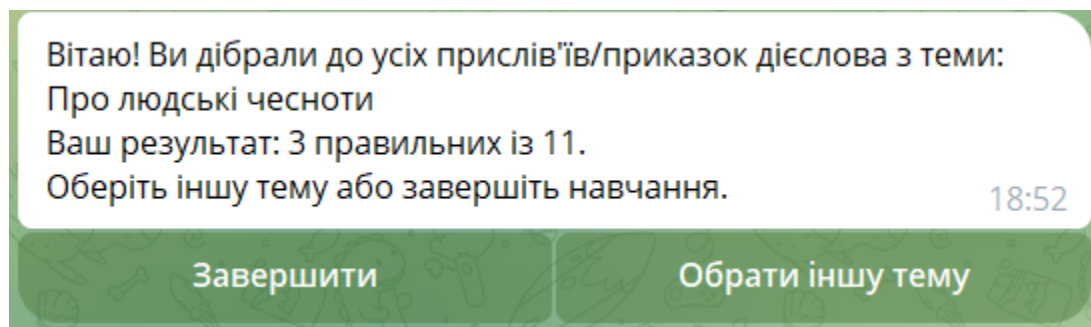 Вітаю! Ви дібрали до усіх прислів'їв/приказок дієслова з теми:
Про людські чесноти
Ваш результат: 3 правильних із 11.
Оберіть іншу тему або завершіть навчання.
18:52
Завершити
Обрати іншу тему